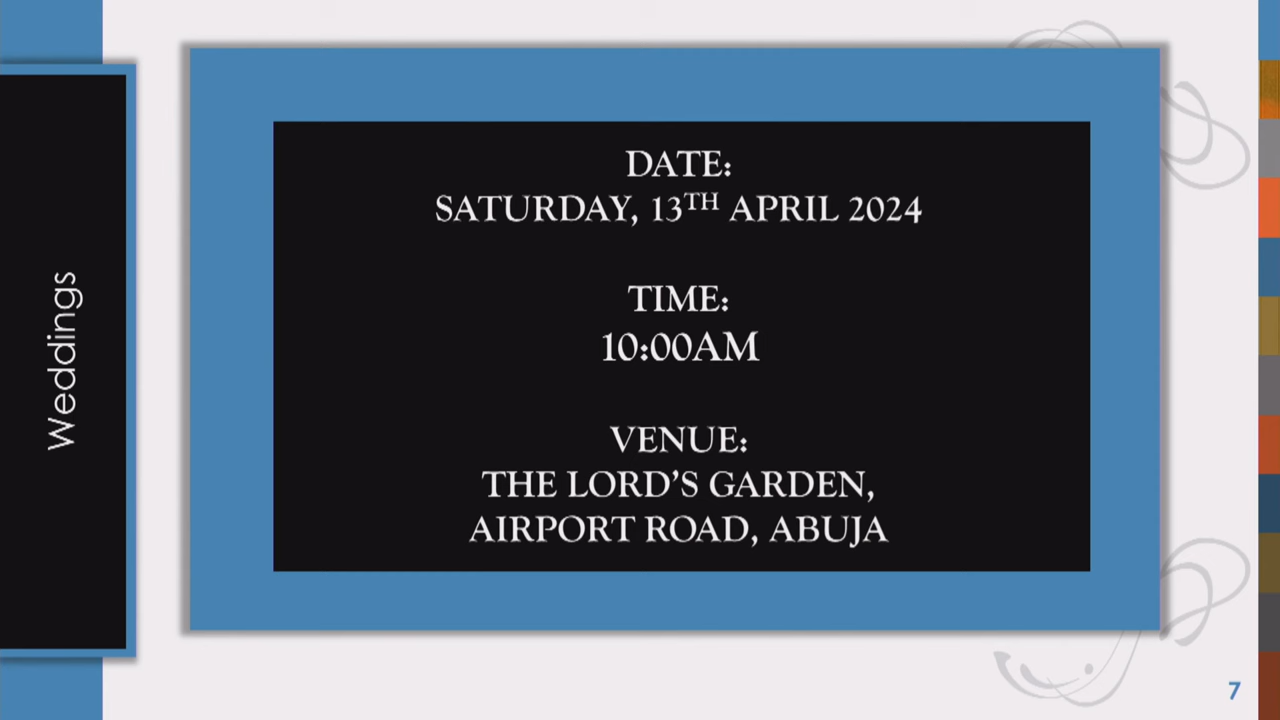 Weddings
DATE:
SATURDAY, 13TH APRIL 2024
TIME:
10:00AM
VENUE:
THE LORD’S GARDEN,
AIRPORT ROAD, ABUJA
7